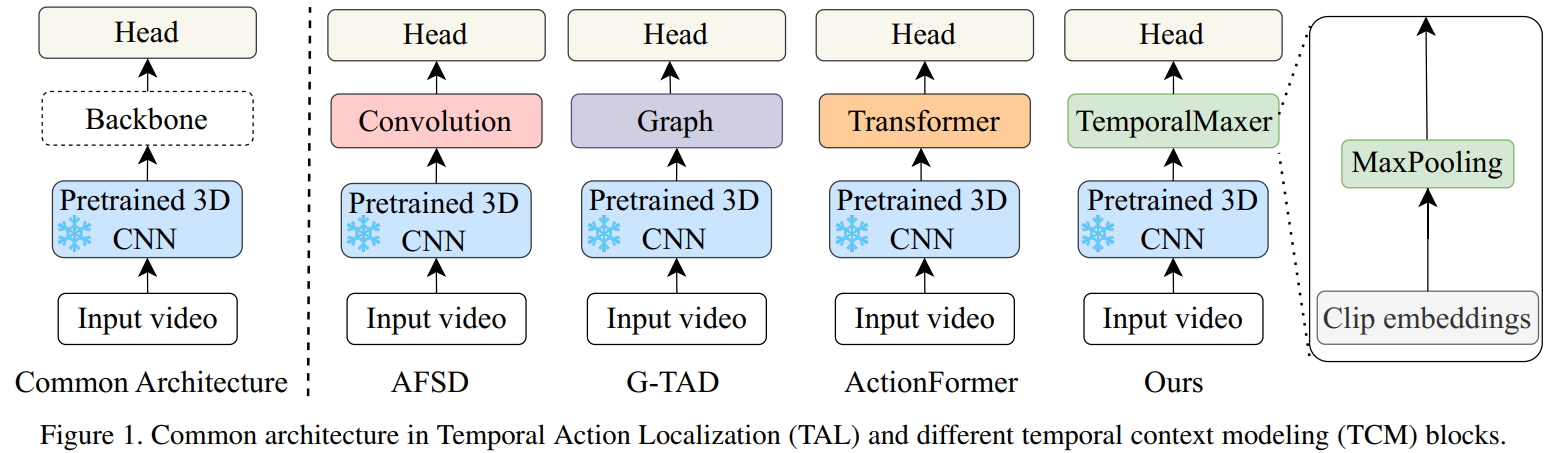 Head
Backbone
Pretrained 3D
CNN
Input video
Common Architecture
Head
Convolution
Pretrained 3D
CNN
Input video
AFSD
Head
Graph
Pretrained 3D
CNN
Input video
G-TAD
Head
Transformer
Pretrained 3D
CNN
Input video
ActionFormer
Head
TemporalMaxer
Pretrained 3D
CNN
Input video
Ours
MaxPooling
Clip embeddings
Figure 1. Common architecture in Temporal Action Localization (TAL) and different temporal context modeling (TCM) blocks.